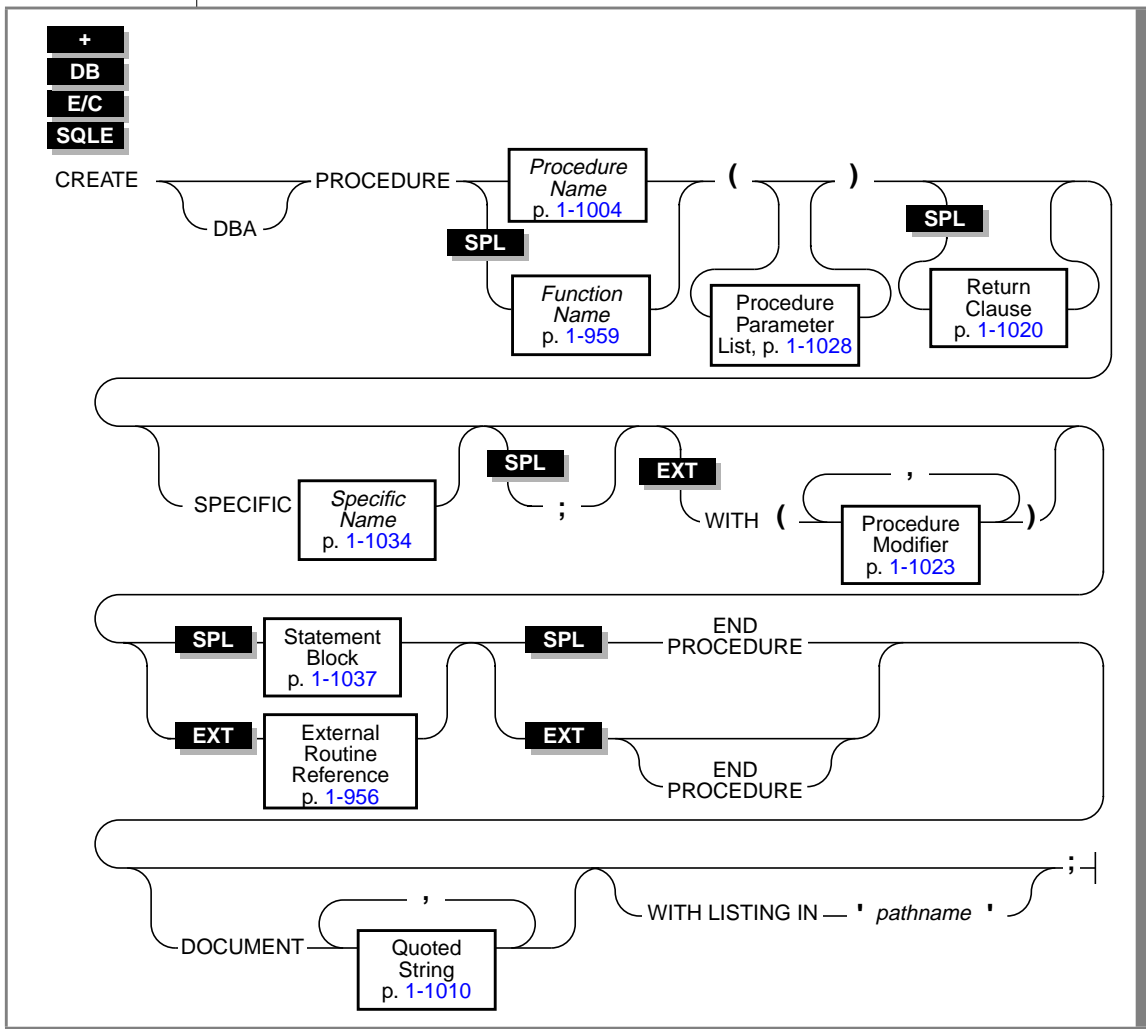 +
DB
E/C
SQLE
CREATE
DBA
PROCEDURE
Procedure
Name
p. 1-1004
SPL
Function
Name
p. 1-959
(
)
Procedure
Parameter
List, p. 1-1028
SPL
Return
Clause
p. 1-1020
SPECIFIC
Specific
Name
p. 1-1034
SPL
;
EXT
WITH (
,
Procedure
Modifier
p. 1-1023
)
SPL
Statement
Block
p. 1-1037
EXT
External
Routine
Reference
p. 1-956
SPL
END
PROCEDURE
EXT
END
PROCEDURE
DOCUMENT
,
Quoted
String
p. 1-1010
WITH LISTING IN ' pathname '
;